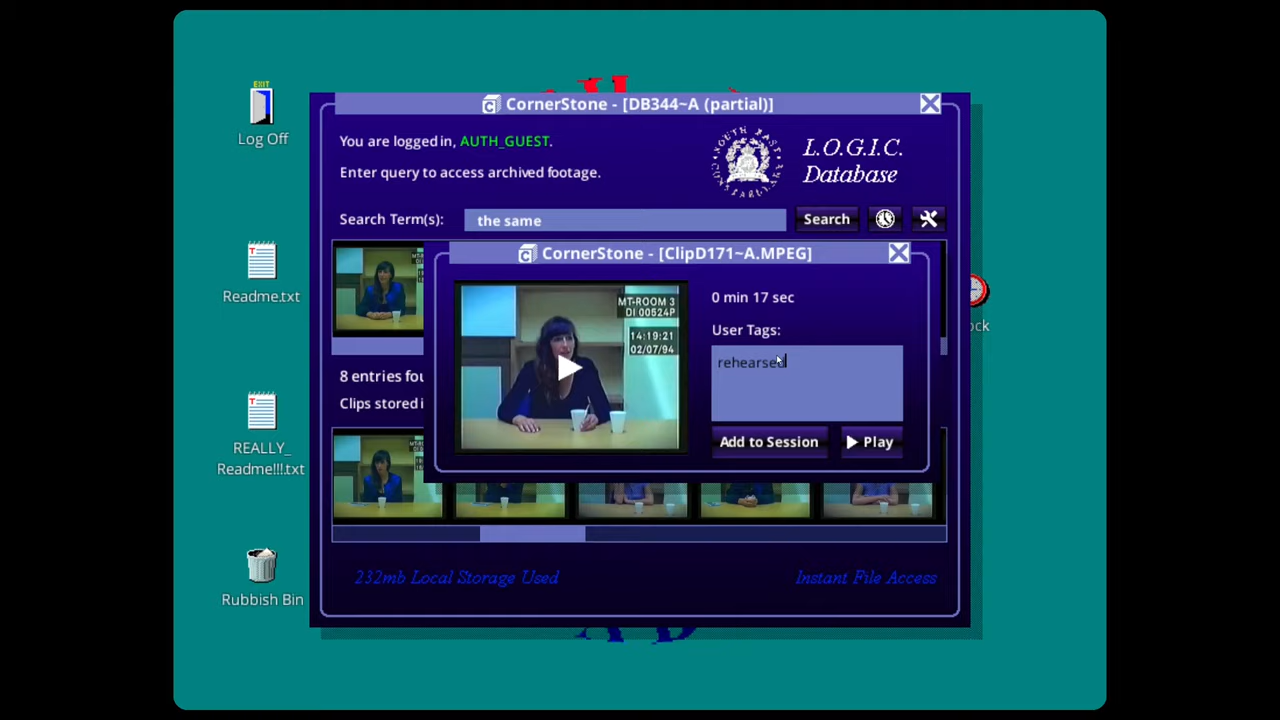 CornerStone - [DB344~A (partial)]
EXIT
Log Off
You are logged in, AUTH_GUEST.
Enter query to access archived footage.
L.O.G.I.C.
Database
Search Term(s):
the same
Search
CornerStone - [ClipD171~A.MPEG]
Readme.txt
MT-ROOM 3
DI 00524P
14:19:21
02/07/94
0 min 17 sec
User Tags:
rehearsed
ock
8 entries fou
Clips stored i
Add to Session
Play
REALLY_
Readme!!!.txt
Rubbish Bin
232mb Local Storage Used
Instant File Access